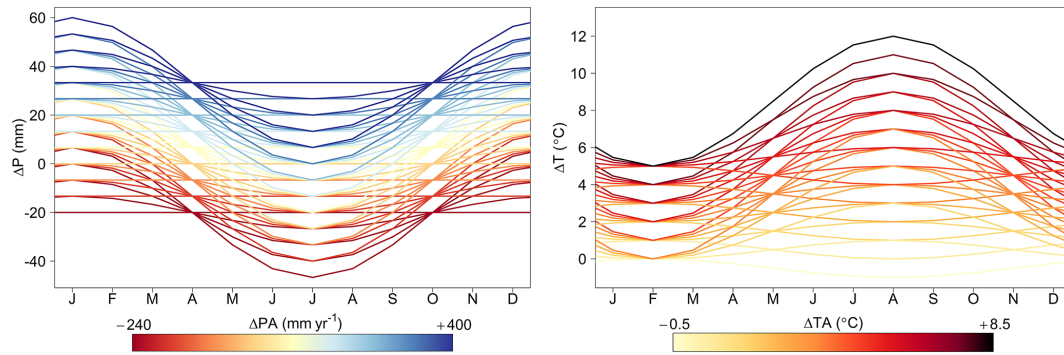 ΔP (mm)
60
40
20
0
-20
-40
J F M A M J J A S O N D
ΔPA (mm yr⁻¹)
−240 +400
ΔT (°C)
12
10
8
6
4
2
0
J F M A M J J A S O N D
ΔTA (°C)
−0.5 +8.5